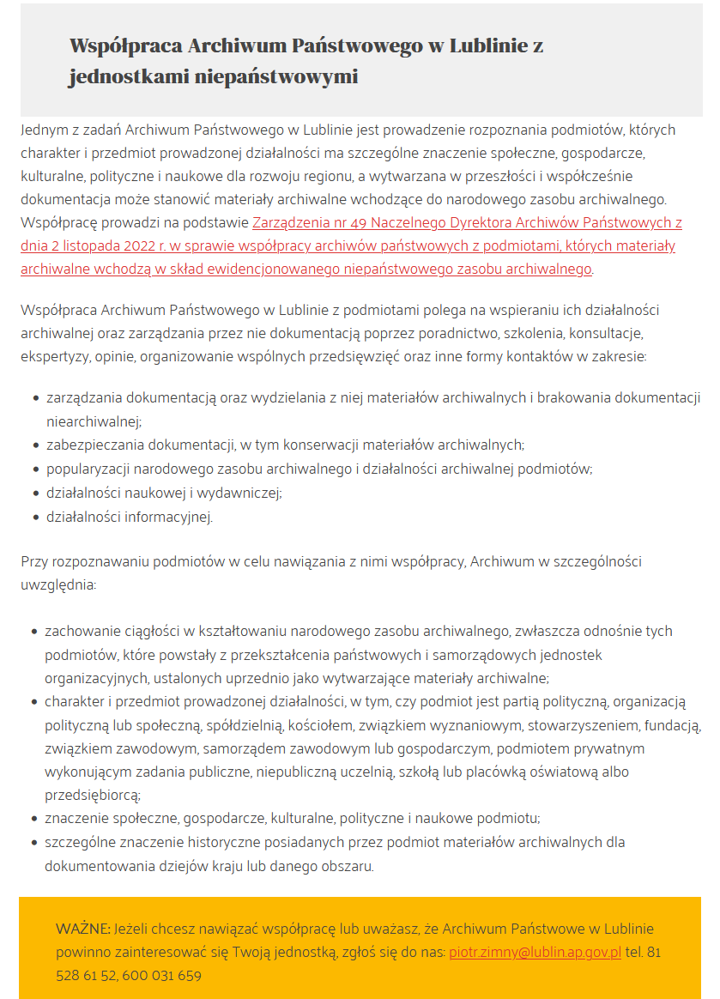 Współpraca Archiwum Państwowego w Lublinie z
jednostkami niepaństwowymi
Jednym z zadań Archiwum Państwowego w Lublinie jest prowadzenie rozpoznania podmiotów, których
charakter i przedmiot prowadzonej działalności ma szczególne znaczenie społeczne, gospodarcze,
kulturalne, polityczne i naukowe dla rozwoju regionu, a wytwarzana w przeszłości i współcześnie
dokumentacja może stanowić materiały archiwalne wchodzące do narodowego zasobu archiwalnego.
Współpracę prowadzi na podstawie Zarządzenia nr 49 Naczelnego Dyrektora Archiwów Państwowych z
dnia 2 listopada 2022 r. w sprawie współpracy archiwów państwowych z podmiotami, których materiały
archiwalne wchodzą w skład ewidencjonowanego niepaństwowego zasobu archiwalnego.
Współpraca Archiwum Państwowego w Lublinie z podmiotami polega na wspieraniu ich działalności
archiwalnej oraz zarządzania przez nie dokumentacją poprzez poradnictwo, szkolenia, konsultacje,
ekspertyzy, opinie, organizowanie wspólnych przedsięwzięć oraz inne formy kontaktów w zakresie:
• zarządzania dokumentacją oraz wydzielania z niej materiałów archiwalnych i brakowania dokumentacji
niearchiwalnej;
• zabezpieczania dokumentacji, w tym konserwacji materiałów archiwalnych;
• popularyzacji narodowego zasobu archiwalnego i działalności archiwalnej podmiotów;
• działalności naukowej i wydawniczej;
• działalności informacyjnej.
Przy rozpoznawaniu podmiotów w celu nawiązania z nimi współpracy, Archiwum w szczególności
uwzględnia:
• zachowanie ciągłości w kształtowaniu narodowego zasobu archiwalnego, zwłaszcza odnośnie tych
podmiotów, które powstały z przekształcenia państwowych i samorządowych jednostek
organizacyjnych, ustalonych uprzednio jako wytwarzające materiały archiwalne;
• charakter i przedmiot prowadzonej działalności, w tym, czy podmiot jest partią polityczną, organizacją
polityczną lub społeczną, spółdzielnią, kościołem, związkiem wyznaniowym, stowarzyszeniem, fundacją,
związkiem zawodowym, samorządem zawodowym lub gospodarczym, podmiotem prywatnym
wykonującym zadania publiczne, niepubliczną uczelnią, szkołą lub placówką oświatową albo
przedsiębiorcą;
• znaczenie społeczne, gospodarcze, kulturalne, polityczne i naukowe podmiotu;
• szczególne znaczenie historyczne posiadanych przez podmiot materiałów archiwalnych dla
dokumentowania dziejów kraju lub danego obszaru.
WAŻNE: Jeżeli chcesz nawiązać współpracę lub uważasz, że Archiwum Państwowe w Lublinie
powinno zainteresować się Twoją jednostką, zgłoś się do nas: piotr.zimny@lublin.ap.gov.pl tel. 81
528 61 52, 600 031 659